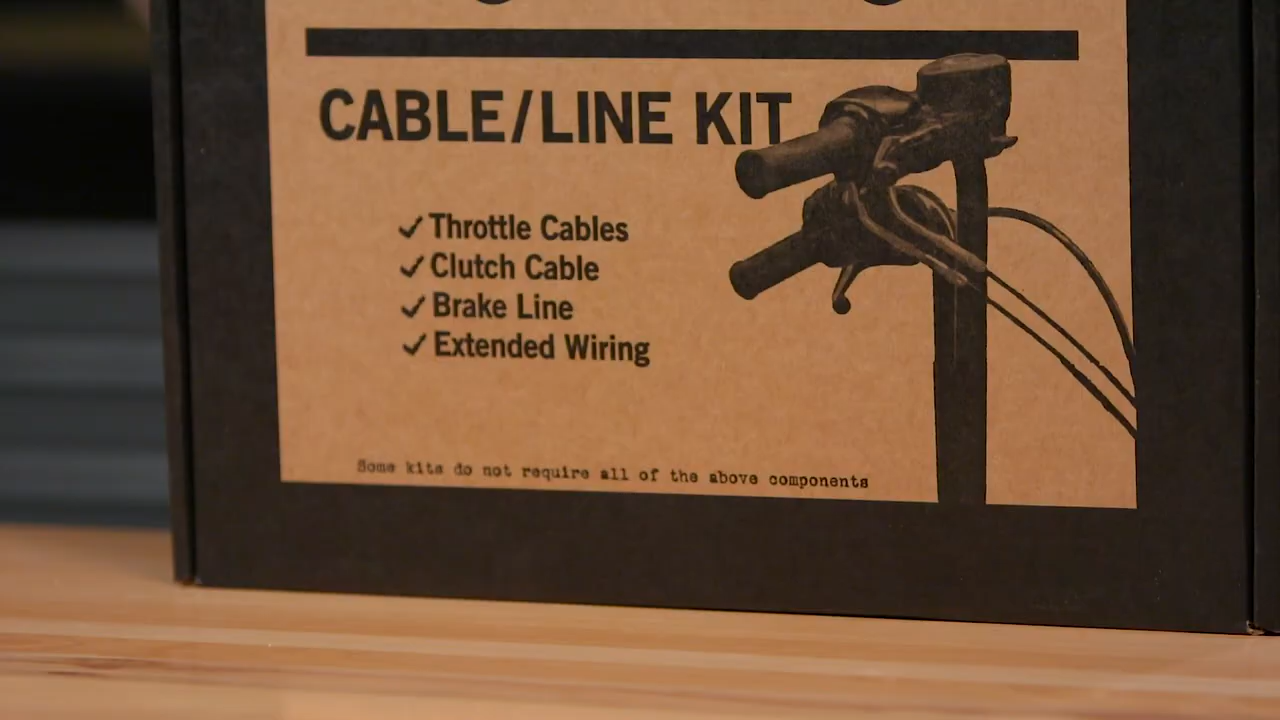 CABLE/LINE KIT
✓ Throttle Cables
✓ Clutch Cable
✓ Brake Line
✓ Extended Wiring
Some kits do not require all of the above components